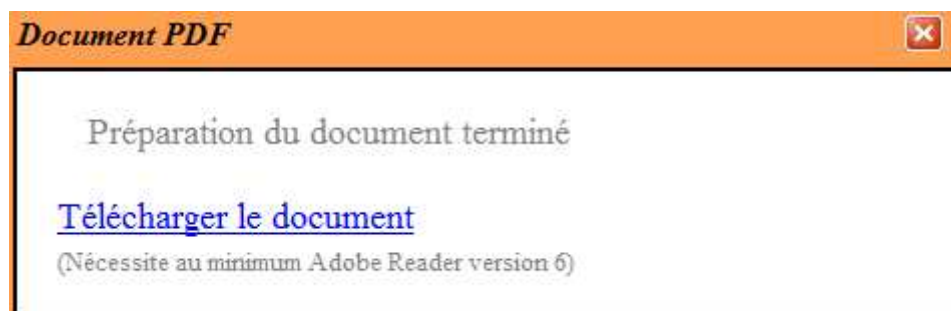 Document PDF
Préparation du document terminé
Télécharger le document
(Nécessite au minimum Adobe Reader version 6)